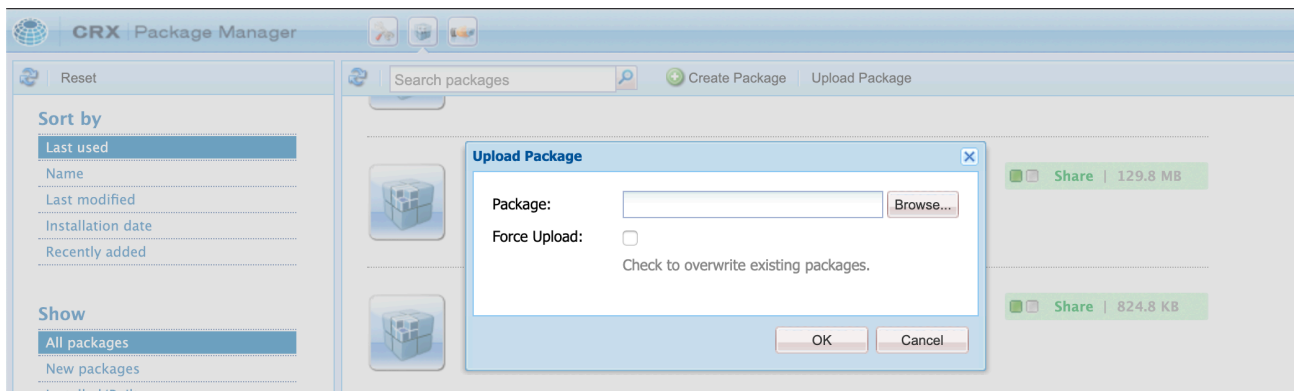 CRX Package Manager
Reset
Search packages
Create Package
Upload Package
Sort by
Last used
Name
Last modified
Installation date
Recently added
Show
All packages
New packages
Upload Package
Package:
Browse...
Force Upload:
Check to overwrite existing packages.
OK
Cancel
Share | 129.8 MB
Share | 824.8 KB